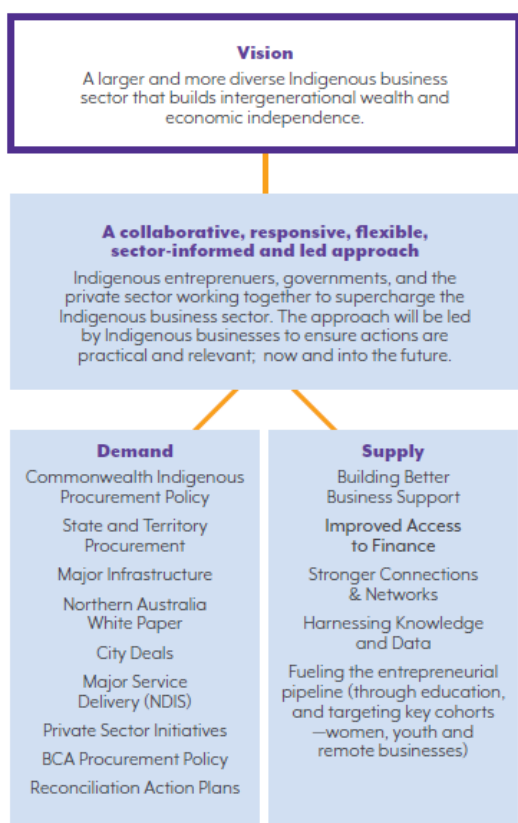 Vision
A larger and more diverse Indigenous business
sector that builds intergenerational wealth and
economic independence.
A collaborative, responsive, flexible,
sector-informed and led approach
Indigenous entreprenuers, governments, and the
private sector working together to supercharge the
Indigenous business sector. The approach will be led
by Indigenous businesses to ensure actions are
practical and relevant; now and into the future.
Demand
Commonwealth Indigenous
Procurement Policy
State and Territory
Procurement
Major Infrastructure
Northern Australia
White Paper
City Deals
Major Service
Delivery (NDIS)
Private Sector Initiatives
BCA Procurement Policy
Reconciliation Action Plans
Supply
Building Better
Business Support
Improved Access
to Finance
Stronger Connections
& Networks
Harnessing Knowledge
and Data
Fueling the entrepreneurial
pipeline (through education,
and targeting key cohorts
—women, youth and
remote businesses)